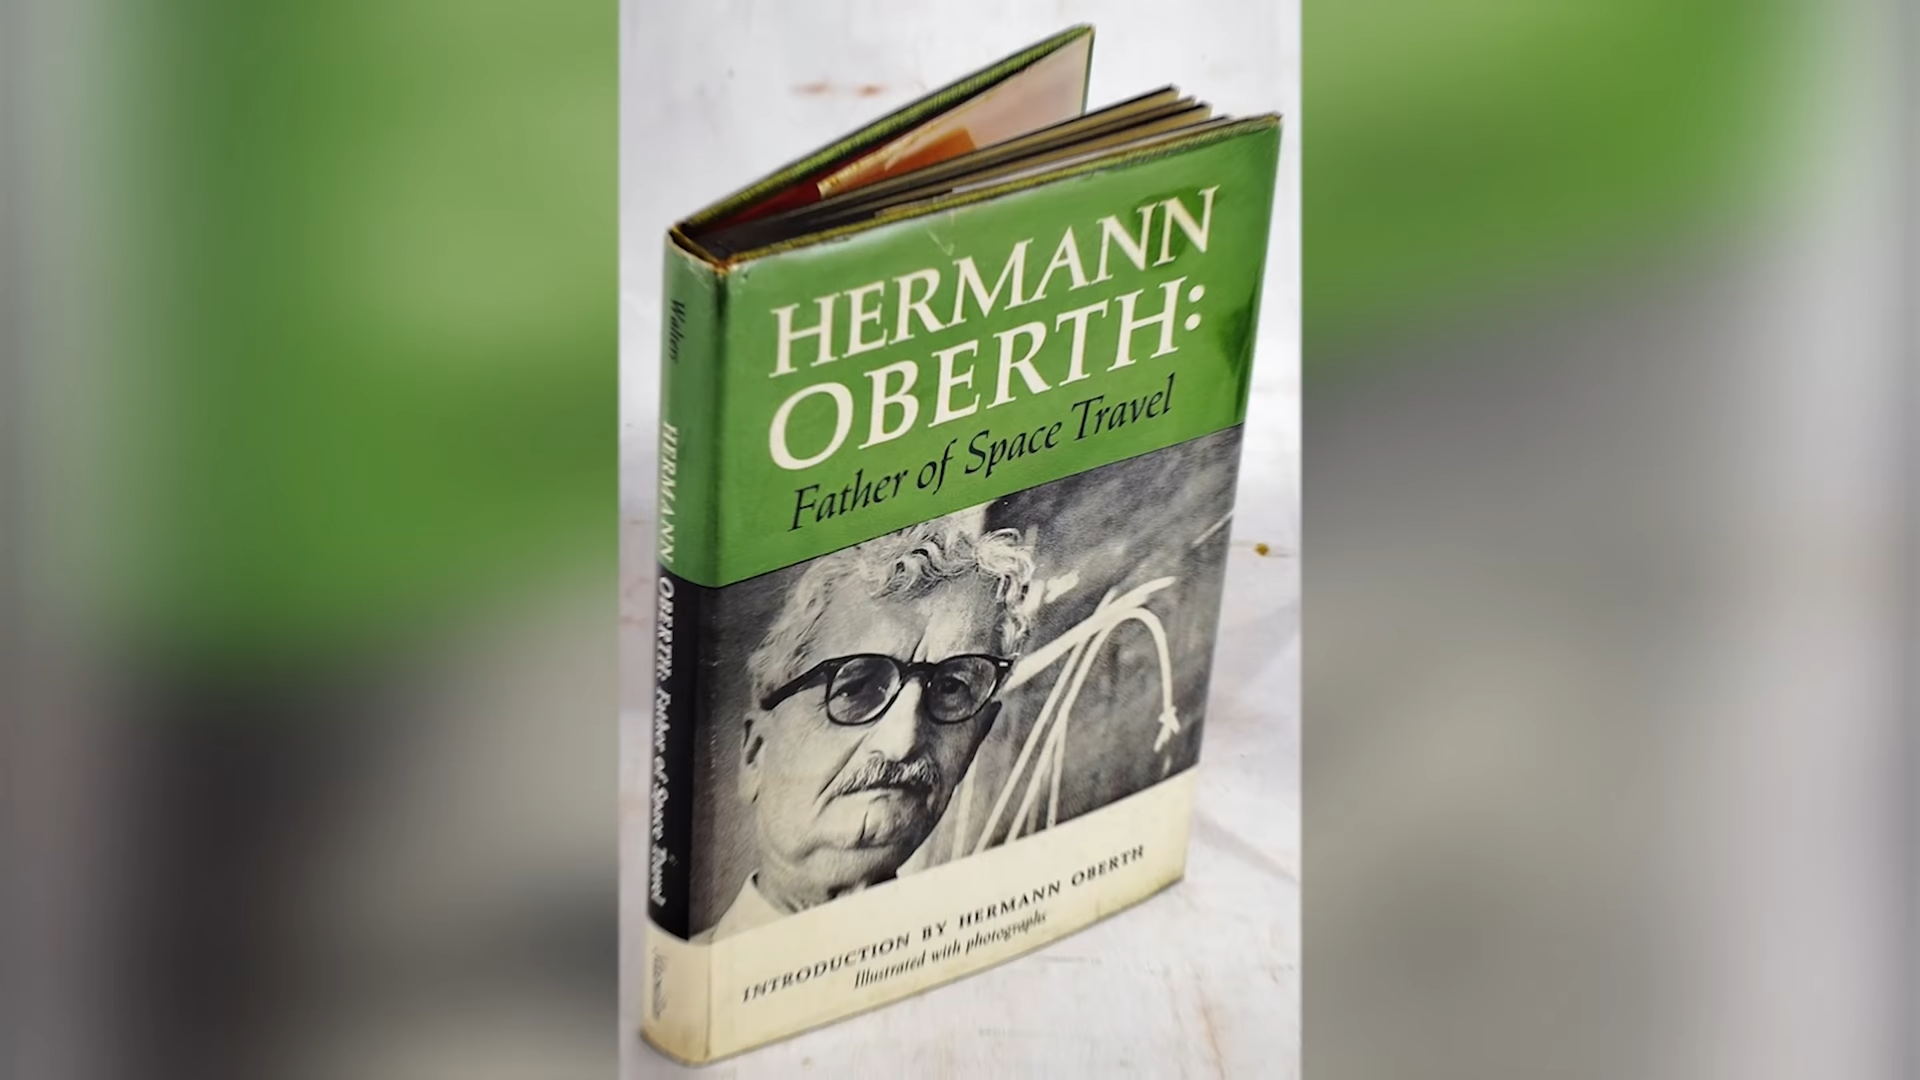 HERMANN
OBERTH:
Father of Space Travel
INTRODUCTION BY HERMANN OBERTH
Illustrated with photographs
Walters
HERMANN OBERTH: Father of Space Travel